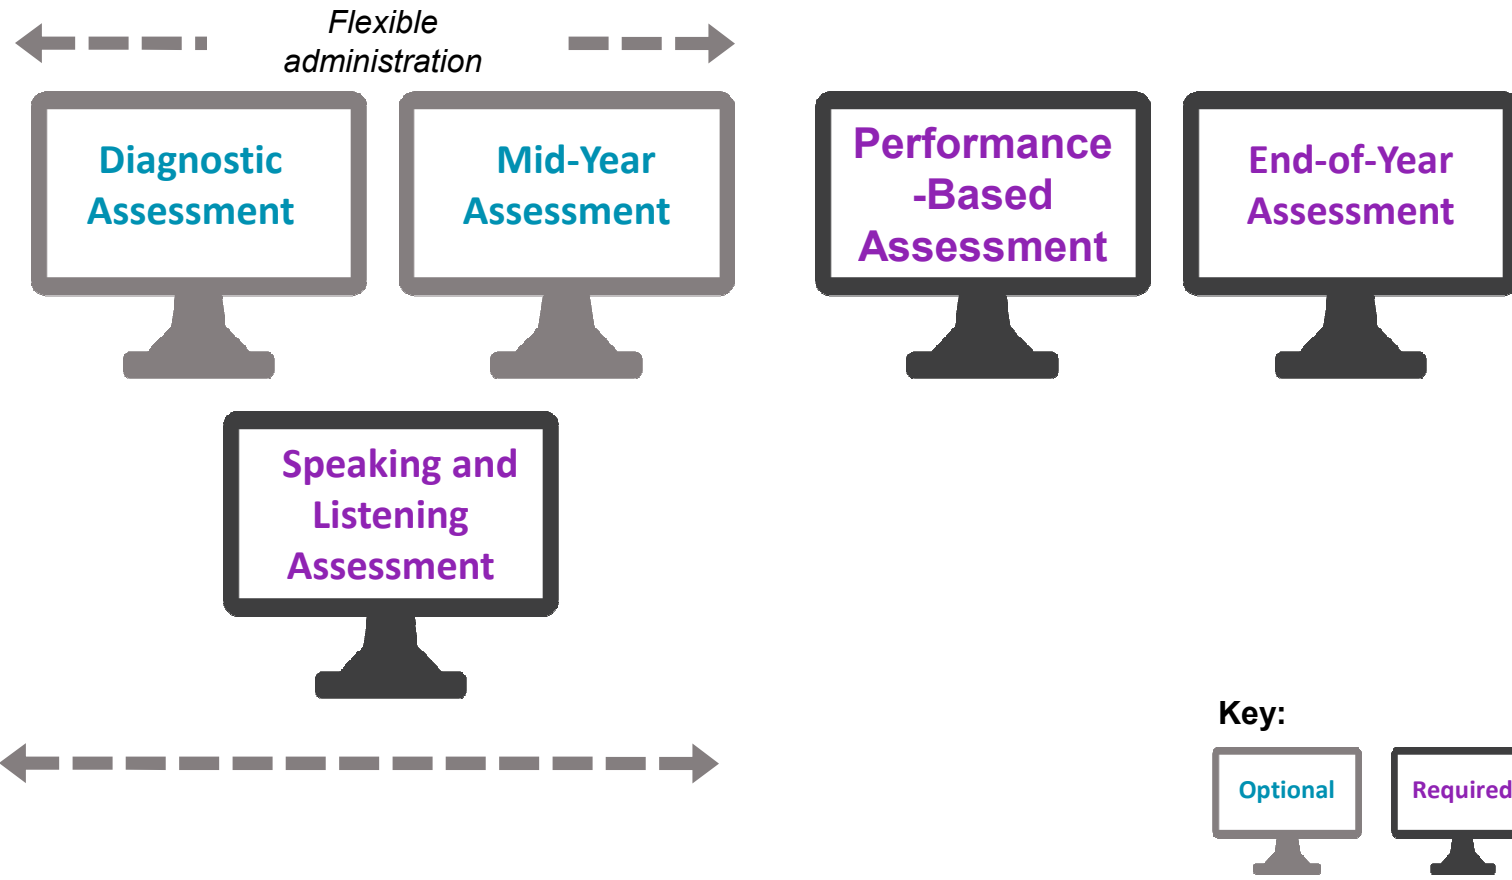 Flexible
administration
Diagnostic
Assessment
Mid-Year
Assessment
Performance
-Based
Assessment
End-of-Year
Assessment
Speaking and
Listening
Assessment
Key:
Optional
Required